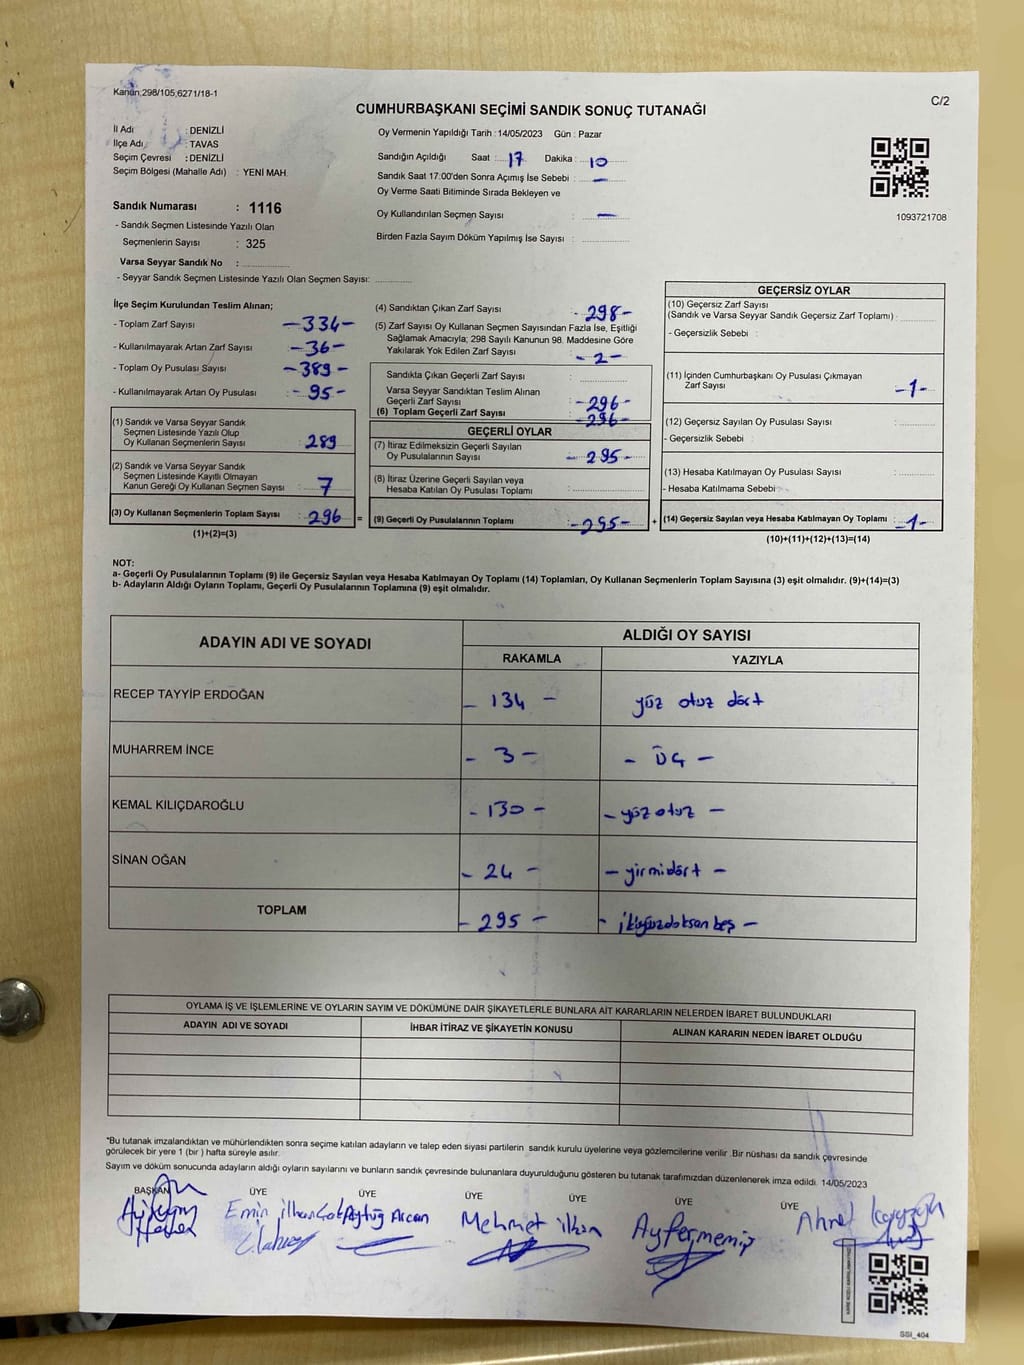 Kanun;298/105,6271/18-1
C/2
CUMHURBAŞKANI SEÇİMİ SANDIK SONUÇ TUTANAĞI
İl Adı : DENİZLİ
İlçe Adı : TAVAS
Seçim Çevresi : DENİZLİ
Seçim Bölgesi (Mahalle Adı) : YENİ MAH.
Sandık Numarası : 1116
- Sandık Seçmen Listesinde Yazılı Olan
Seçmenlerin Sayısı : 325
Varsa Seyyar Sandık No :
- Seyyar Sandık Seçmen Listesinde Yazılı Olan Seçmen Sayısı:
Oy Vermenin Yapıldığı Tarih : 14/05/2023 Gün : Pazar
Sandığın Açıldığı Saat : 17 Dakika : 10
Sandık Saat 17:00'den Sonra Açımış İse Sebebi : -
Oy Verme Saati Bitiminde Sırada Bekleyen ve
Oy Kullandırılan Seçmen Sayısı : -
Birden Fazla Sayım Döküm Yapılmış İse Sayısı :
1093721708
İlçe Seçim Kurulundan Teslim Alınan;
- Toplam Zarf Sayısı -334-
- Kullanılmayarak Artan Zarf Sayısı -36-
- Toplam Oy Pusulası Sayısı -389-
- Kullanılmayarak Artan Oy Pusulası : -95-
(1) Sandık ve Varsa Seyyar Sandık
Seçmen Listesinde Yazılı Olup
Oy Kullanan Seçmenlerin Sayısı : 289
(2) Sandık ve Varsa Seyyar Sandık
Seçmen Listesinde Kayıtlı Olmayan
Kanun Gereği Oy Kullanan Seçmen Sayısı : 7
(3) Oy Kullanan Seçmenlerin Toplam Sayısı : 296
(1)+(2)=(3)
=
(4) Sandıktan Çıkan Zarf Sayısı : -298-
(5) Zarf Sayısı Oy Kullanan Seçmen Sayısından Fazla İse, Eşitliği
Sağlamak Amacıyla; 298 Sayılı Kanunun 98. Maddesine Göre
Yakılarak Yok Edilen Zarf Sayısı : -2-
Sandıkta Çıkan Geçerli Zarf Sayısı :
Varsa Seyyar Sandıktan Teslim Alınan
Geçerli Zarf Sayısı : -296-
(6) Toplam Geçerli Zarf Sayısı : -296-
GEÇERLİ OYLAR
(7) İtiraz Edilmeksizin Geçerli Sayılan
Oy Pusulalarının Sayısı : -295-
(8) İtiraz Üzerine Geçerli Sayılan veya
Hesaba Katılan Oy Pusulası Toplamı :
(9) Geçerli Oy Pusulalarının Toplamı : -295-
+
GEÇERSİZ OYLAR
(10) Geçersiz Zarf Sayısı
(Sandık ve Varsa Seyyar Sandık Geçersiz Zarf Toplamı) :
- Geçersizlik Sebebi :
(11) İçinden Cumhurbaşkanı Oy Pusulası Çıkmayan
Zarf Sayısı -1-
(12) Geçersiz Sayılan Oy Pusulası Sayısı :
- Geçersizlik Sebebi :
(13) Hesaba Katılmayan Oy Pusulası Sayısı :
- Hesaba Katılmama Sebebi :
(14) Geçersiz Sayılan veya Hesaba Katılmayan Oy Toplamı : -1-
(10)+(11)+(12)+(13)=(14)
NOT:
a- Geçerli Oy Pusulalarının Toplamı (9) ile Geçersiz Sayılan veya Hesaba Katılmayan Oy Toplamı (14) Toplamları, Oy Kullanan Seçmenlerin Toplam Sayısına (3) eşit olmalıdır. (9)+(14)=(3)
b- Adayların Aldığı Oyların Toplamı, Geçerli Oy Pusulalarının Toplamına (9) eşit olmalıdır.
ADAYIN ADI VE SOYADI
ALDIĞI OY SAYISI
RAKAMLA YAZIYLA
RECEP TAYYİP ERDOĞAN - 134 - yüz otuz dört
MUHARREM İNCE - 3 - - Üç -
KEMAL KILIÇDAROĞLU - 130 - - yüz otuz -
SİNAN OĞAN - 24 - - yirmidört -
TOPLAM - 295 - - ikiyüzdoksan beş -
OYLAMA İŞ VE İŞLEMLERİNE VE OYLARIN SAYIM VE DÖKÜMÜNE DAİR ŞİKAYETLERLE BUNLARA AİT KARARLARIN NELERDEN İBARET BULUNDUKLARI
ADAYIN ADI VE SOYADI İHBAR İTİRAZ VE ŞİKAYETİN KONUSU ALINAN KARARIN NEDEN İBARET OLDUĞU
*Bu tutanak imzalandıktan ve mühürlendikten sonra seçime katılan adayların ve talep eden siyasi partilerin sandık kurulu üyelerine veya gözlemcilerine verilir .Bir nüshası da sandık çevresinde
görülecek bir yere 1 (bir ) hafta süreyle asılır.
Sayım ve döküm sonucunda adayların aldığı oyların sayılarını ve bunların sandık çevresinde bulunanlara duyurulduğunu gösteren bu tutanak tarafımızdan düzenlenerek imza edildi. 14/05/2023
BAŞKAN ÜYE ÜYE ÜYE ÜYE ÜYE ÜYE
Emin ilhan Aytuğ Arcan Mehmet ilhan Ayfer memiş Ahmet
SSI_404